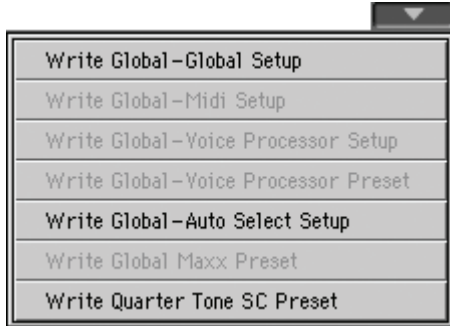 Write Global-Global Setup
Write Global-Midi Setup
Write Global-Voice Processor Setup
Write Global-Voice Processor Preset
Write Global-Auto Select Setup
Write Global Maxx Preset
Write Quarter Tone SC Preset